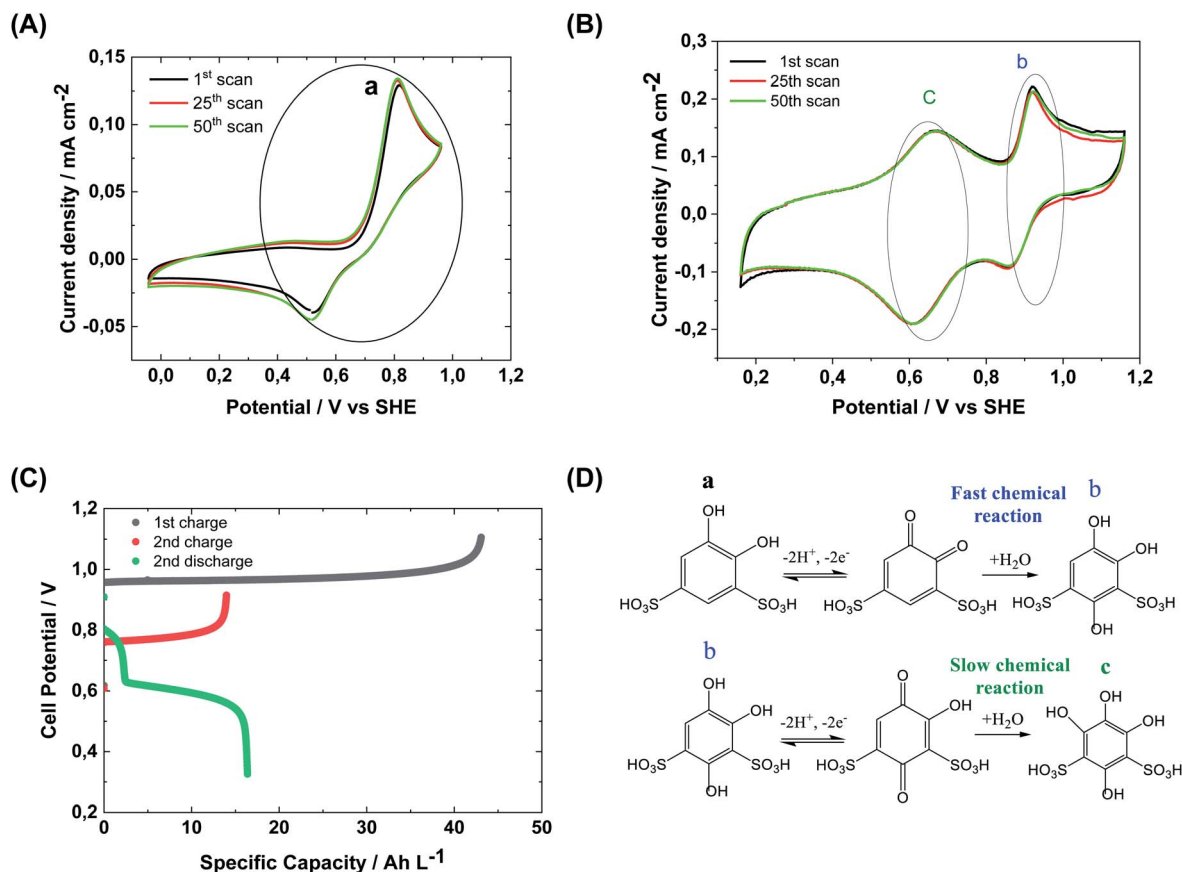 (A)
0,15
0,10
0,05
0,00
-0,05
Current density / mA cm-2
1st scan
25th scan
50th scan
a
0,0 0,2 0,4 0,6 0,8 1,0 1,2
Potential / V vs SHE
(B)
0,3
0,2
0,1
0,0
-0,1
-0,2
Current density / mA cm-2
1st scan
25th scan
50th scan
C
b
0,2 0,4 0,6 0,8 1,0 1,2
Potential / V vs SHE
(C)
1,2
1,0
0,8
0,6
0,4
0,2
Cell Potential / V
1st charge
2nd charge
2nd discharge
0 10 20 30 40 50
Specific Capacity / Ah L-1
(D)
a
OH
OH
HO3S
SO3H
-2H+, -2e-
O
O
HO3S
SO3H
Fast chemical
reaction
+H2O
b
OH
OH
HO3S
SO3H
OH
b
OH
OH
HO3S
SO3H
OH
-2H+, -2e-
O
OH
HO3S
SO3H
O
Slow chemical
reaction
+H2O
c
OH
HO
OH
HO3S
SO3H
OH